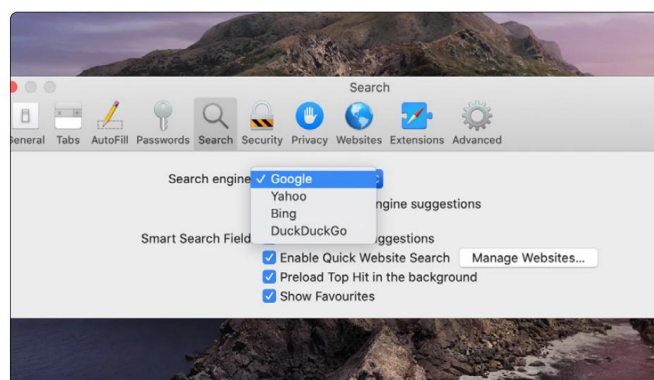 Search
General Tabs AutoFill Passwords Search Security Privacy Websites Extensions Advanced
Search engine ✓ Google
Yahoo
ngine suggestions
Bing
DuckDuckGo
Smart Search Field ggestions
Enable Quick Website Search Manage Websites...
Preload Top Hit in the background
Show Favourites